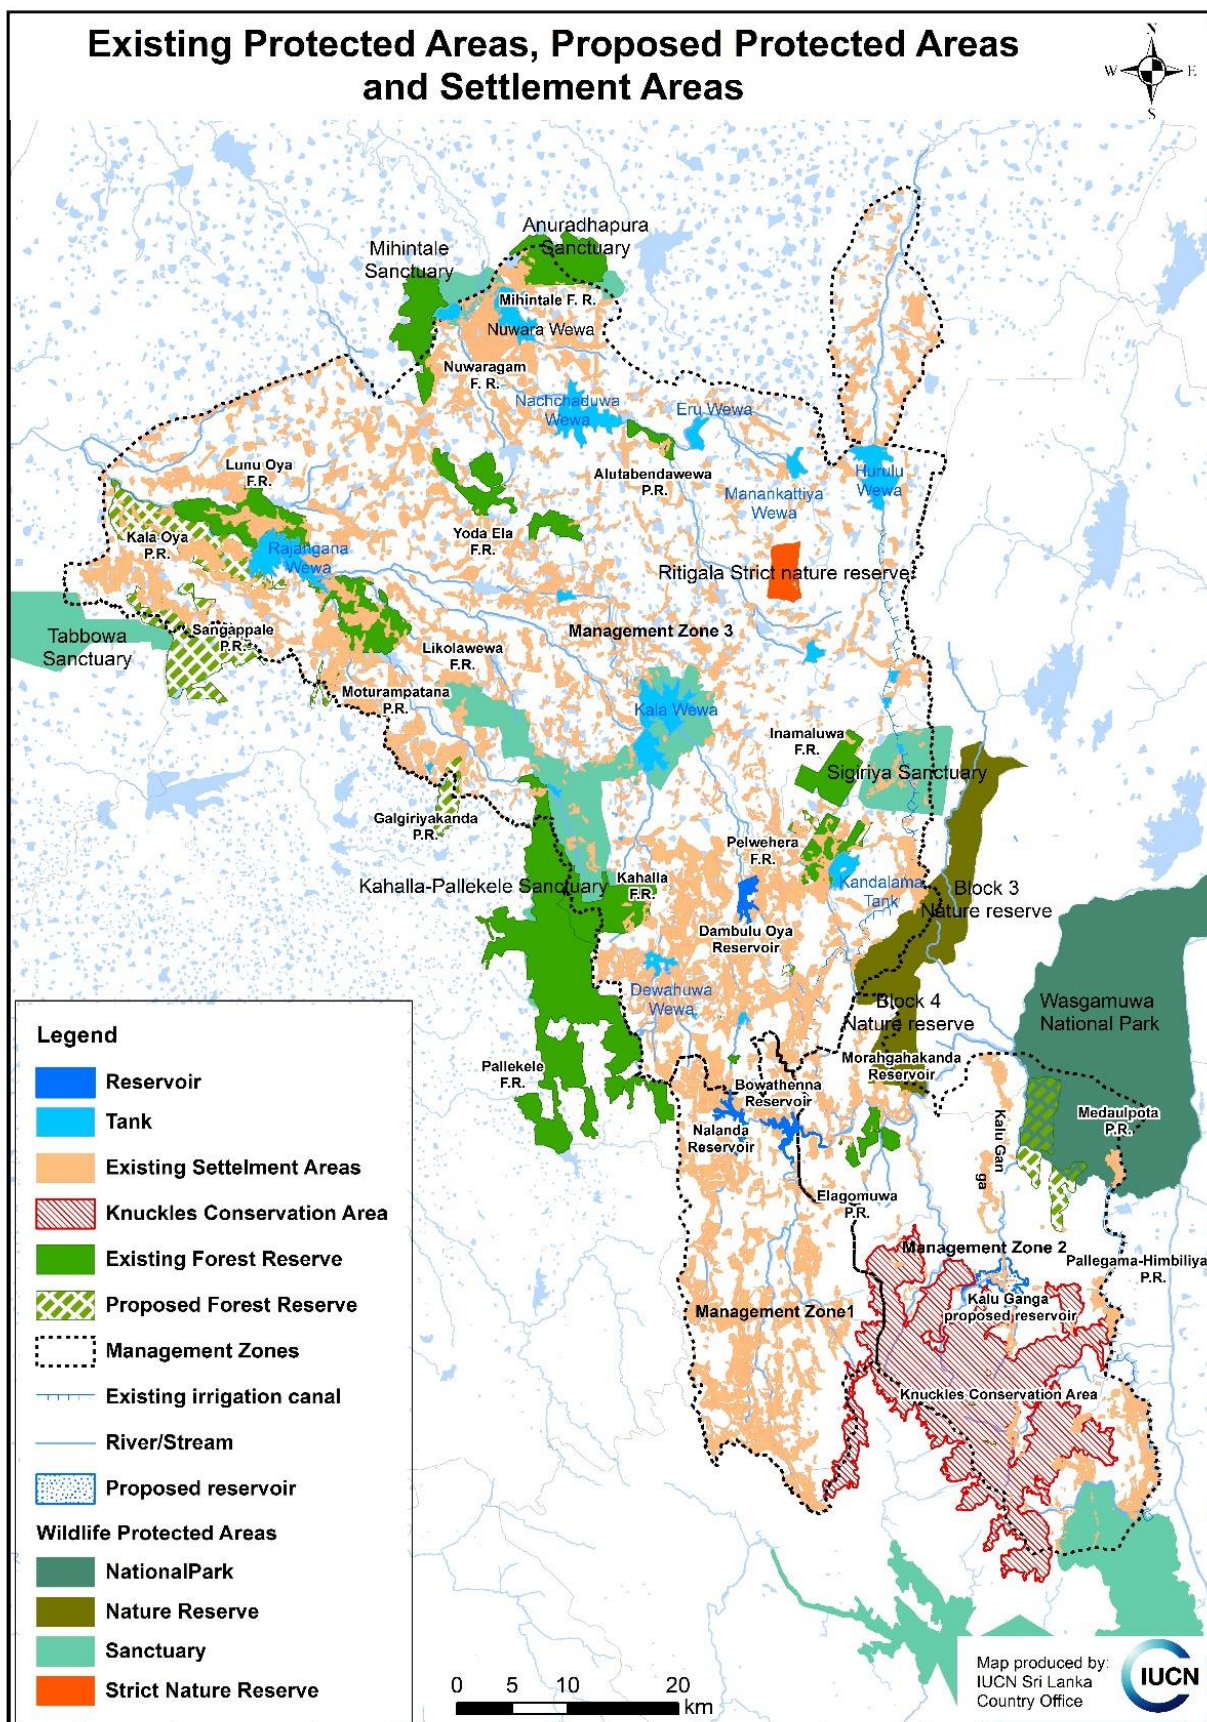 Existing Protected Areas, Proposed Protected Areas
and Settlement Areas
N
W
E
S
Anuradhapura
Sanctuary
Mihintale
Sanctuary
Mihintale F. R.
Nuwara Wewa
Nuwaragam
F. R.
Nachchaduwa
Wewa
Eru Wewa
Lunu Oya
F.R.
Alutabendawewa
P.R.
Hurulu
Wewa
Manankattiya
Wewa
Kala Oya
P.R.
Yoda Ela
F.R.
Rajangana
Wewa
Ritigala Strict nature reserve
Tabbowa
Sanctuary
Sangappale
P.R.
Management Zone 3
Likolawewa
F.R.
Moturampatana
P.R.
Kala Wewa
Inamaluwa
F.R.
Sigiriya Sanctuary
Galgiriyakanda
P.R.
Pelwehera
F.R.
Kahalla-Pallekele Sanctuary
Kahalla
F.R.
Kandalama
Tank
Block 3
Nature reserve
Dambulu Oya
Reservoir
Dewahuwa
Wewa
Block 4
Nature reserve
Wasgamuwa
National Park
Pallekele
F.R.
Morahgahakanda
Reservoir
Bowathenna
Reservoir
Nalanda
Reservoir
Kalu Gan
ga
Medaulpota
P.R.
Elagomuwa
P.R.
Management Zone 2
Pallegama-Himbiliya
P.R.
Kalu Ganga
proposed reservoir
Management Zone1
Knuckles Conservation Area
Legend
Reservoir
Tank
Existing Settelment Areas
Knuckles Conservation Area
Existing Forest Reserve
Proposed Forest Reserve
Management Zones
Existing irrigation canal
River/Stream
Proposed reservoir
Wildlife Protected Areas
NationalPark
Nature Reserve
Sanctuary
Strict Nature Reserve
0 5 10 20
km
Map produced by:
IUCN Sri Lanka
Country Office
IUCN